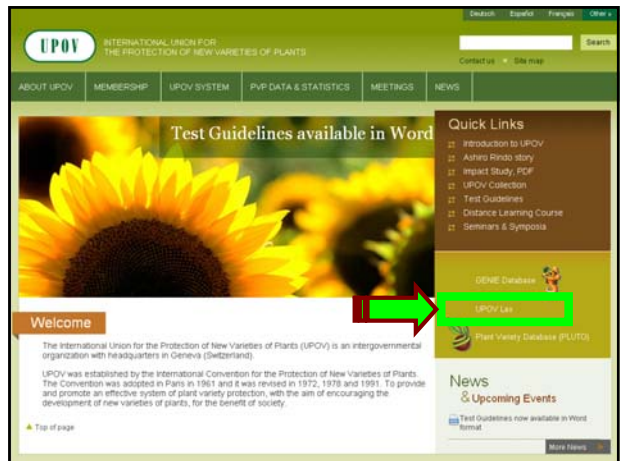 Deutsch Español Français Other
UPOV
INTERNATIONAL UNION FOR
THE PROTECTION OF NEW VARIETIES OF PLANTS
Search
Contact us Site map
ABOUT UPOV MEMBERSHIP UPOV SYSTEM PVP DATA & STATISTICS MEETINGS NEWS
Test Guidelines available in Word
Quick Links
Introduction to UPOV
Ashiro Rindo story
Impact Study, PDF
UPOV Collection
Test Guidelines
Distance Learning Course
Seminars & Symposia
GENIE Database
UPOV Lex
Plant Variety Database (PLUTO)
Welcome
The International Union for the Protection of New Varieties of Plants (UPOV) is an intergovernmental
organization with headquarters in Geneva (Switzerland).
UPOV was established by the International Convention for the Protection of New Varieties of Plants.
The Convention was adopted in Paris in 1961 and it was revised in 1972, 1978 and 1991. To provide
and promote an effective system of plant variety protection, with the aim of encouraging the
development of new varieties of plants, for the benefit of society.
Top of page
News
& Upcoming Events
Test Guidelines now available in Word
format
More News